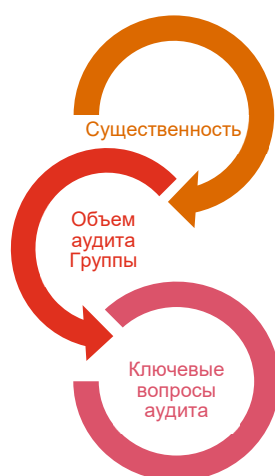 Существенность
Объем
аудита
Группы
Ключевые
вопросы
аудита